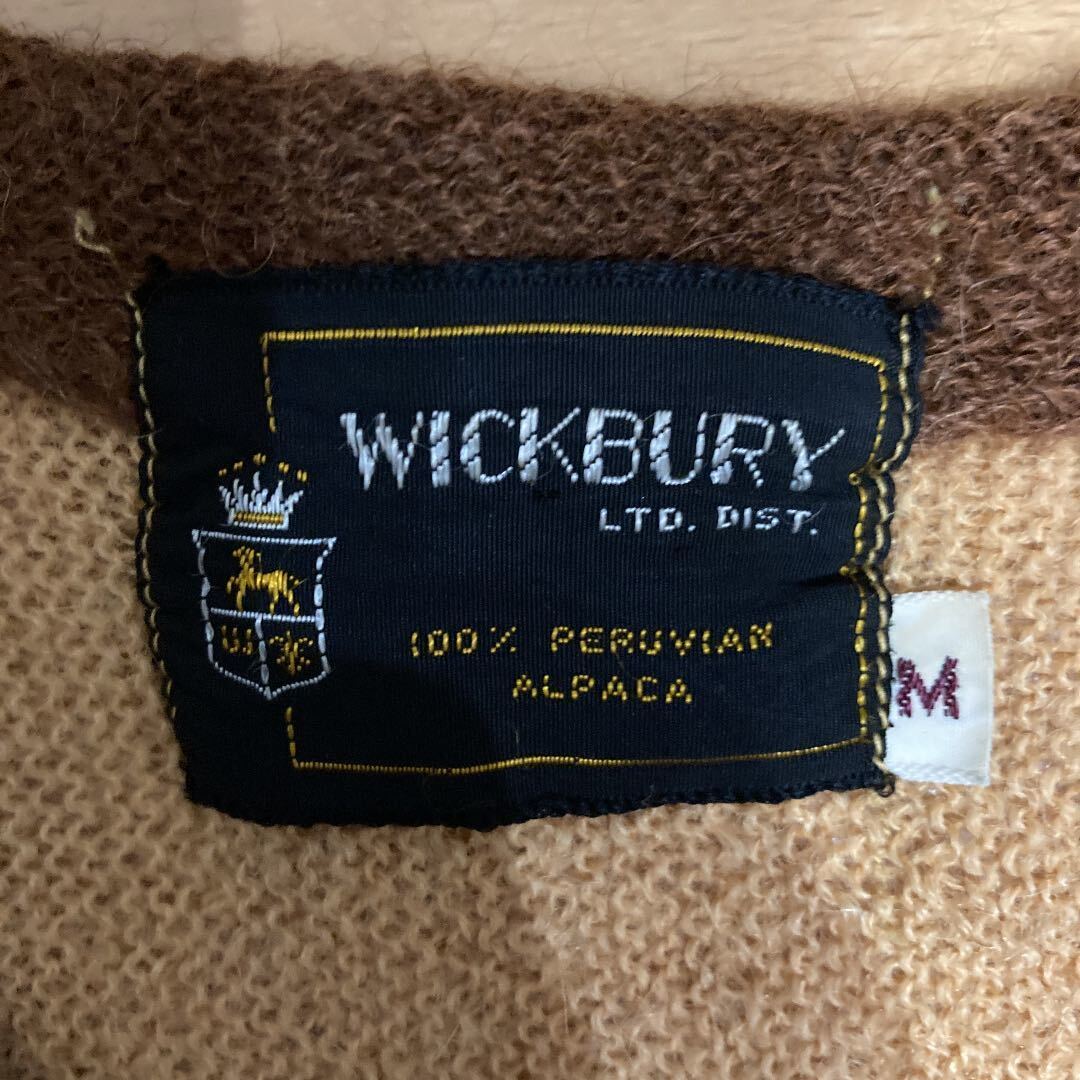 WICKBURY
LTD. DIST.
W
100% PERUVIAN
ALPACA
M